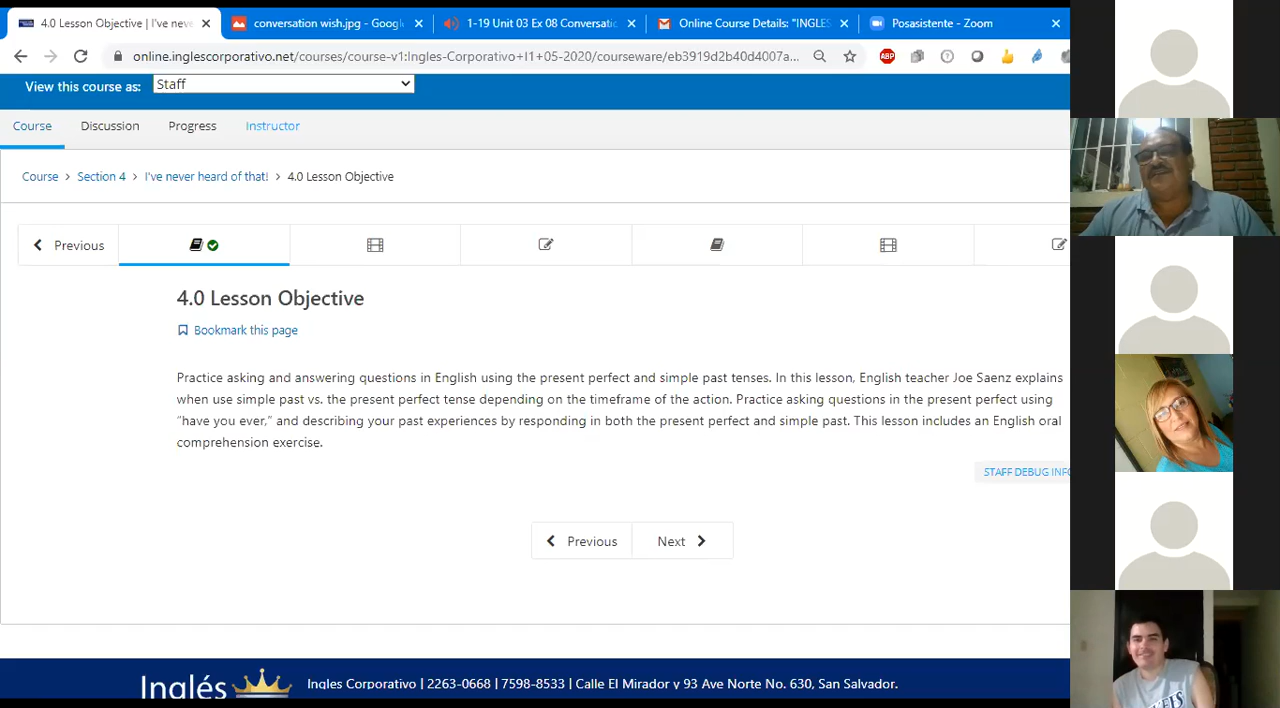 4.0 Lesson Objective | I've neve
conversation wish.jpg - Googl
1-19 Unit 03 Ex 08 Conversati
Online Course Details: "INGLES
Posasistente - Zoom
online.inglescorporativo.net/courses/course-v1:Ingles-Corporativo+I1+05-2020/courseware/eb3919d2b40d4007a...
ABP
View this course as: Staff
Course Discussion Progress Instructor
Course > Section 4 > I've never heard of that! > 4.0 Lesson Objective
Previous
4.0 Lesson Objective
Bookmark this page
Practice asking and answering questions in English using the present perfect and simple past tenses. In this lesson, English teacher Joe Saenz explains
when use simple past vs. the present perfect tense depending on the timeframe of the action. Practice asking questions in the present perfect using
"have you ever," and describing your past experiences by responding in both the present perfect and simple past. This lesson includes an English oral
comprehension exercise.
STAFF DEBUG INFO
Previous Next
Inglés
Ingles Corporativo | 2263-0668 | 7598-8533 | Calle El Mirador y 93 Ave Norte No. 630, San Salvador.